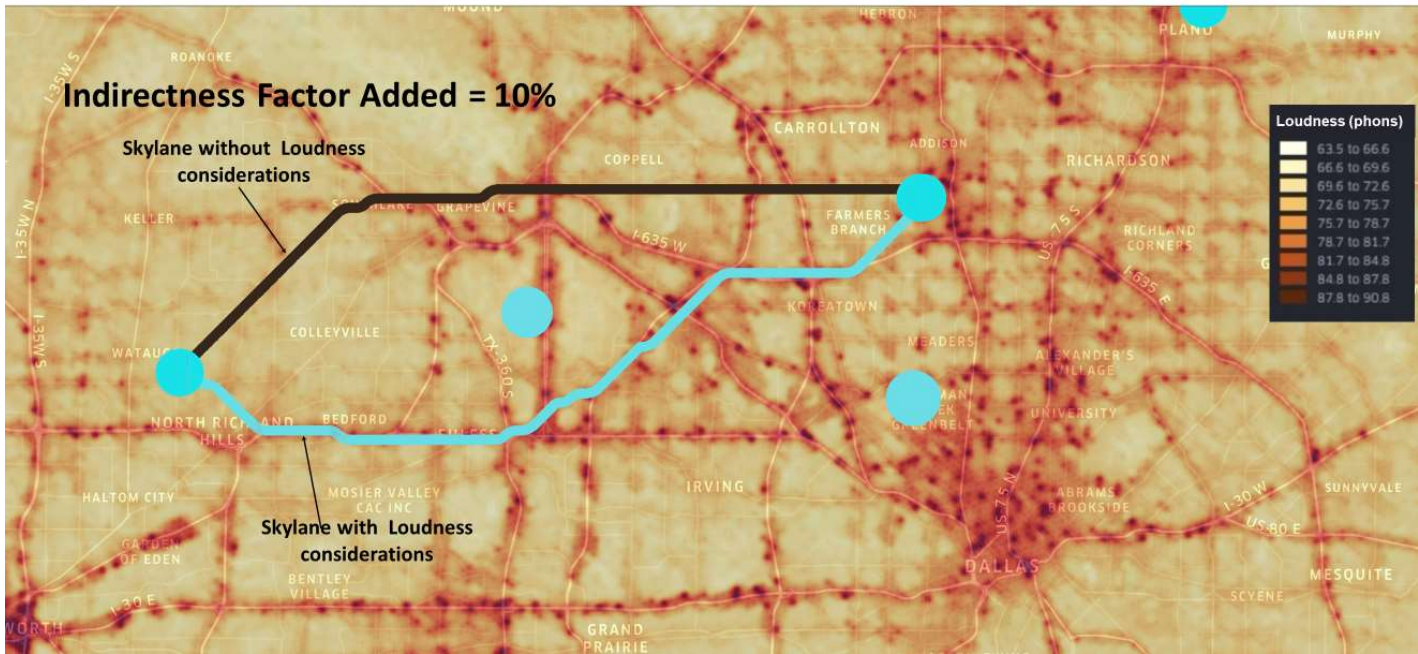 MOUND
HEBRON
PLANO
MURPHY
ROANOKE
I-35W S
Indirectness Factor Added = 10%
Skylane without Loudness
considerations
CARROLLTON
COPPELL
ADDISON
RICHARDSON
Loudness (phons)
63.5 to 66.6
66.6 to 69.6
69.6 to 72.6
72.6 to 75.7
75.7 to 78.7
78.7 to 81.7
81.7 to 84.8
84.8 to 87.8
87.8 to 90.8
KELLER
GRAPEVINE
FARMERS
BRANCH
I-35W N
I-635 W
US-75 S
RICHLAND
CORNERS
I-635 E
KOREATOWN
COLLEYVILLE
I-35W S
TX-360 S
MEADERS
ALEXANDER'S
VILLAGE
UNIVERSITY
GREENBELT
NORTH RICHLAND
HILLS
BEDFORD
IRVING
HALTOM CITY
MOSIER VALLEY
CAC INC
Skylane with Loudness
considerations
US-75 N
ABRAMS
BROOKSIDE
I-30 W
SUNNYVALE
US-80 E
GARDEN
OF EDEN
BENTLEY
VILLAGE
DALLAS
MESQUITE
SCYENE
I-30 E
WORTH
GRAND
PRAIRIE